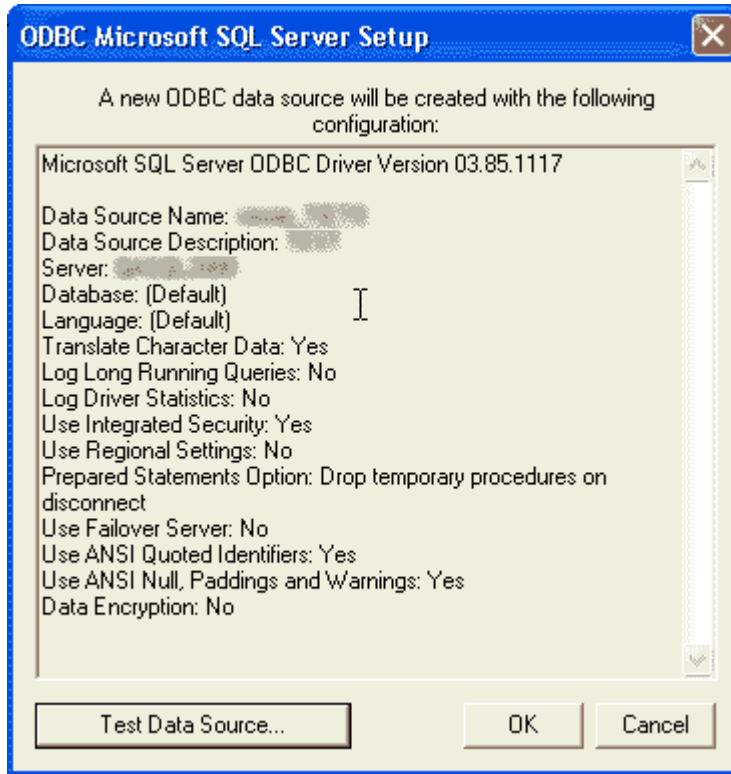 ODBC Microsoft SQL Server Setup
A new ODBC data source will be created with the following
configuration:
Microsoft SQL Server ODBC Driver Version 03.85.1117
Data Source Name:
Data Source Description:
Server:
Database: (Default)
Language: (Default)
Translate Character Data: Yes
Log Long Running Queries: No
Log Driver Statistics: No
Use Integrated Security: Yes
Use Regional Settings: No
Prepared Statements Option: Drop temporary procedures on
disconnect
Use Failover Server: No
Use ANSI Quoted Identifiers: Yes
Use ANSI Null, Paddings and Warnings: Yes
Data Encryption: No
Test Data Source... OK Cancel